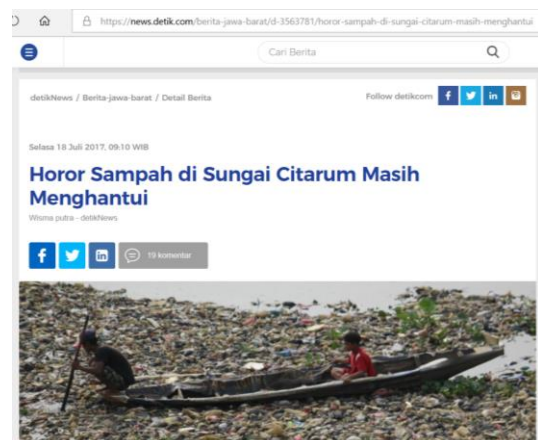 https://news.detik.com/berita-jawa-barat/d-3563781/horor-sampah-di-sungai-citarum-masih-menghantui
Cari Berita
detikNews / Berita-jawa-barat / Detail Berita
Follow detikcom
Selasa 18 Juli 2017, 09:10 WIB
Horor Sampah di Sungai Citarum Masih
Menghantui
Wisma putra - detikNews
19 komentar